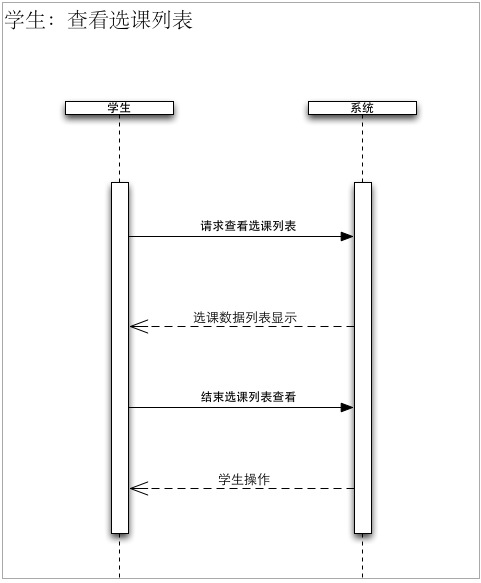 学生：查看选课列表
学生
系统
请求查看选课列表
选课数据列表显示
结束选课列表查看
学生操作